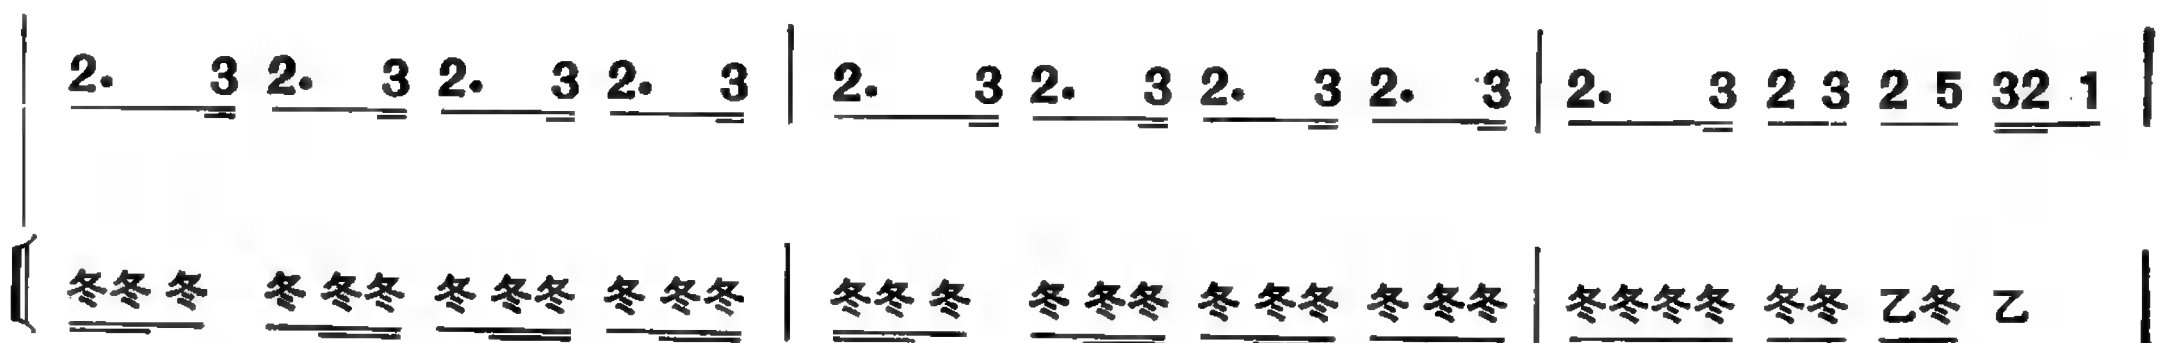 2. 3 2. 3 2. 3 2. 3 | 2. 3 2. 3 2. 3 2. 3 | 2. 3 2 3 2 5 32 1
冬冬 冬 冬 冬冬 冬 冬冬 冬 冬冬 | 冬冬 冬 冬 冬冬 冬 冬冬 冬 冬冬 | 冬冬冬冬 冬冬 乙冬 乙